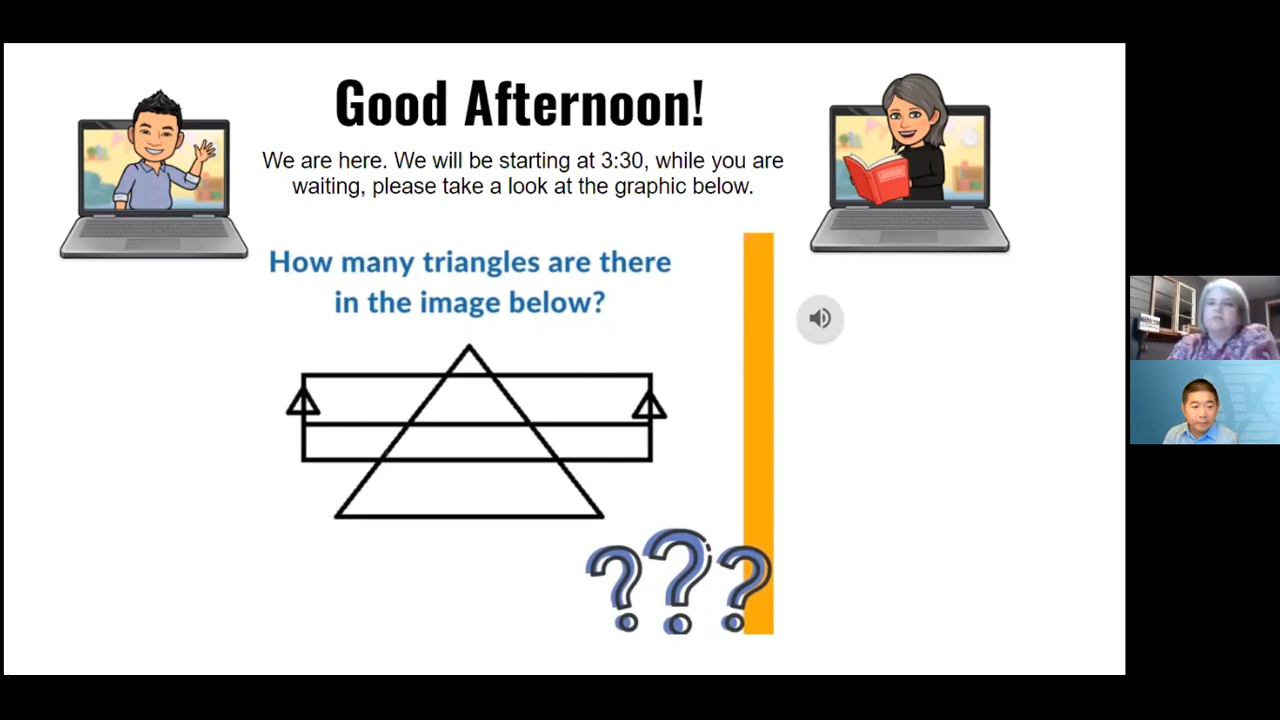 Good Afternoon!
We are here. We will be starting at 3:30, while you are
waiting, please take a look at the graphic below.
How many triangles are there
in the image below?
???